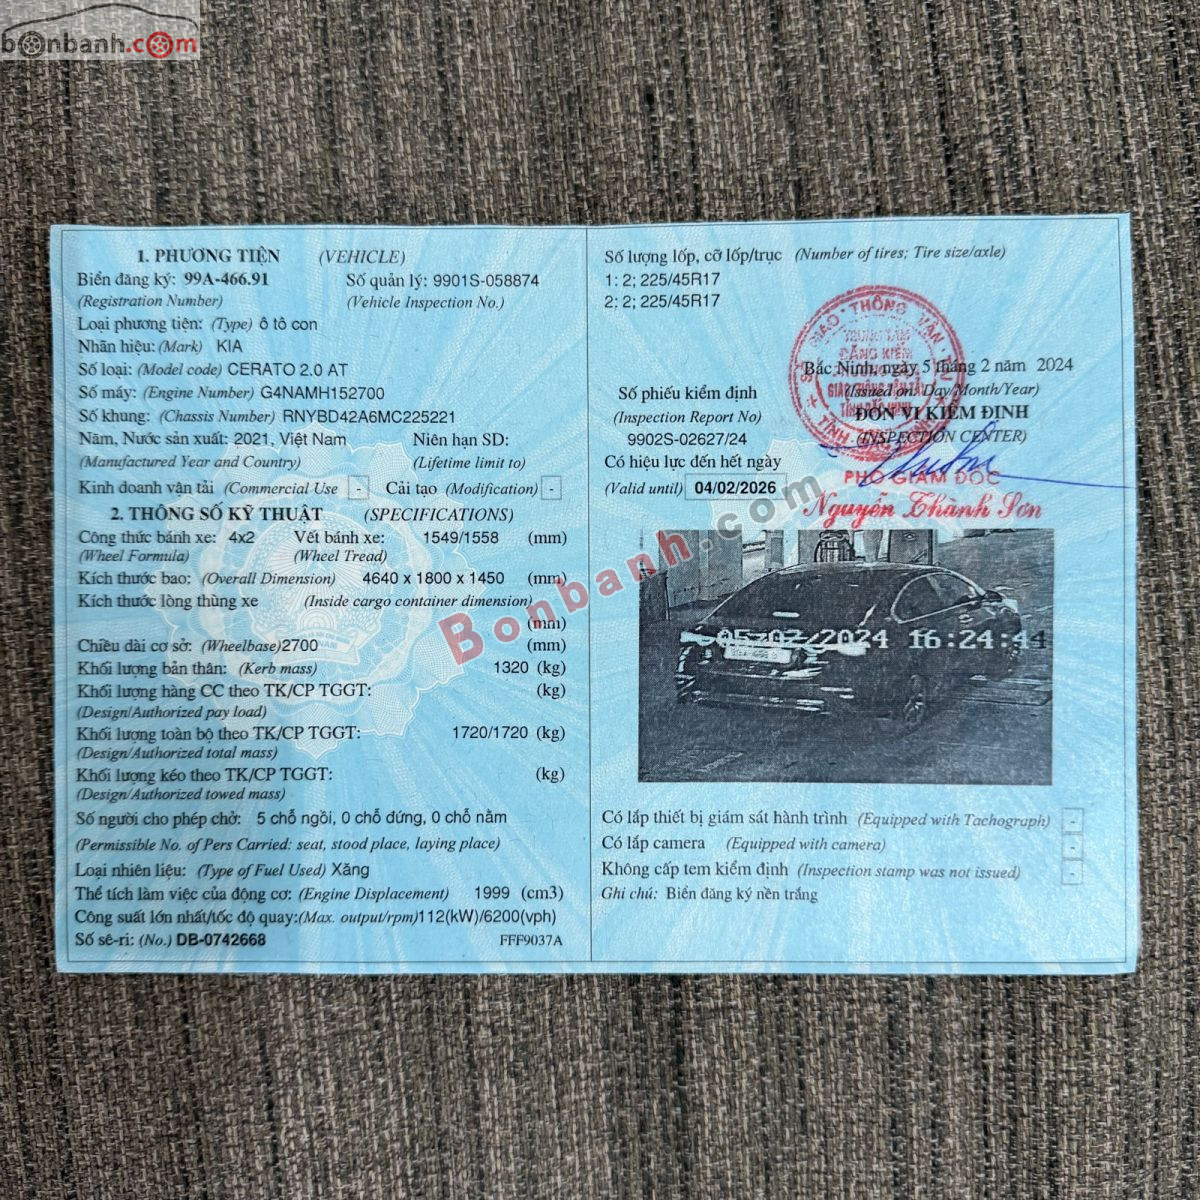 bonbanh.com
1. PHƯƠNG TIỆN (VEHICLE)
Biển đăng ký: 99A-466.91 Số quản lý: 9901S-058874
(Registration Number) (Vehicle Inspection No.)
Loại phương tiện: (Type) ô tô con
Nhãn hiệu: (Mark) KIA
Số loại: (Model code) CERATO 2.0 AT
Số máy: (Engine Number) G4NAMH152700
Số khung: (Chassis Number) RNYBD42A6MC225221
Năm, Nước sản xuất: 2021, Việt Nam Niên hạn SD:
(Manufactured Year and Country) (Lifetime limit to)
Kinh doanh vận tải (Commercial Use - Cải tạo (Modification) -
2. THÔNG SỐ KỸ THUẬT (SPECIFICATIONS)
Công thức bánh xe: 4x2 Vết bánh xe: 1549/1558 (mm)
(Wheel Formula) (Wheel Tread)
Kích thước bao: (Overall Dimension) 4640 x 1800 x 1450 (mm)
Kích thước lòng thùng xe (Inside cargo container dimension)
(mm)
Chiều dài cơ sở: (Wheelbase)2700 (mm)
Khối lượng bản thân: (Kerb mass) 1320 (kg)
Khối lượng hàng CC theo TK/CP TGGT: (kg)
(Design/Authorized pay load)
Khối lượng toàn bộ theo TK/CP TGGT: 1720/1720 (kg)
(Design/Authorized total mass)
Khối lượng kéo theo TK/CP TGGT: (kg)
(Design/Authorized towed mass)
Số người cho phép chở: 5 chỗ ngồi, 0 chỗ đứng, 0 chỗ nằm
(Permissible No. of Pers Carried: seat, stood place, laying place)
Loại nhiên liệu: (Type of Fuel Used) Xăng
Thể tích làm việc của động cơ: (Engine Displacement) 1999 (cm3)
Công suất lớn nhất/tốc độ quay:(Max. output/rpm)112(kW)/6200(vph)
Số sê-ri: (No.) DB-0742668 FFF9037A
Số lượng lốp, cỡ lốp/trục (Number of tires; Tire size/axle)
1: 2; 225/45R17
2: 2; 225/45R17
Bắc Ninh, ngày 5 tháng 2 năm 2024
(Issued on: Day/Month/Year)
ĐƠN VỊ KIỂM ĐỊNH
(INSPECTION CENTER)
Số phiếu kiểm định
(Inspection Report No)
9902S-02627/24
Có hiệu lực đến hết ngày
(Valid until) 04/02/2026
PHÓ GIÁM ĐỐC
Nguyễn Thành Sơn
Bonbanh.com
05-02-2024 16:24:44
Có lắp thiết bị giám sát hành trình (Equipped with Tachograph) -
Có lắp camera (Equipped with camera) -
Không cấp tem kiểm định (Inspection stamp was not issued) -
Ghi chú: Biển đăng ký nền trắng